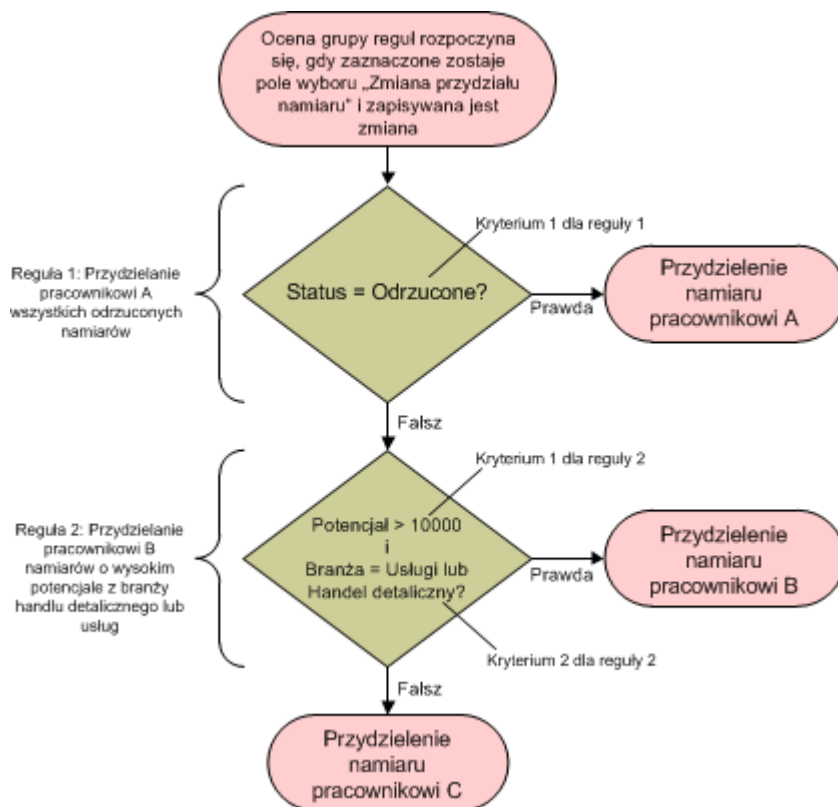 Ocena grupy reguł rozpoczyna
się, gdy zaznaczone zostaje
pole wyboru „Zmiana przydziału
namiaru” i zapisywana jest
zmiana
Kryterium 1 dla reguły 1
Reguła 1: Przydzielanie
pracownikowi A
wszystkich odrzuconych
namiarów
Status = Odrzucone?
Prawda
Przydzielenie
namiaru
pracownikowi A
Fałsz
Kryterium 1 dla reguły 2
Reguła 2: Przydzielanie
pracownikowi B
namiarów o wysokim
potencjale z branży
handlu detalicznego lub
usług
Potencjał > 10000
i
Branża = Usługi lub
Handel detaliczny?
Prawda
Przydzielenie
namiaru
pracownikowi B
Kryterium 2 dla reguły 2
Fałsz
Przydzielenie
namiaru
pracownikowi C